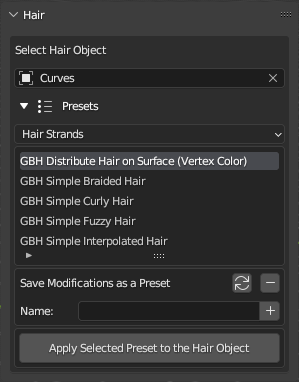 Hair
Select Hair Object
Curves
Presets
Hair Strands
GBH Distribute Hair on Surface (Vertex Color)
GBH Simple Braided Hair
GBH Simple Curly Hair
GBH Simple Fuzzy Hair
GBH Simple Interpolated Hair
Save Modifications as a Preset
Name:
Apply Selected Preset to the Hair Object